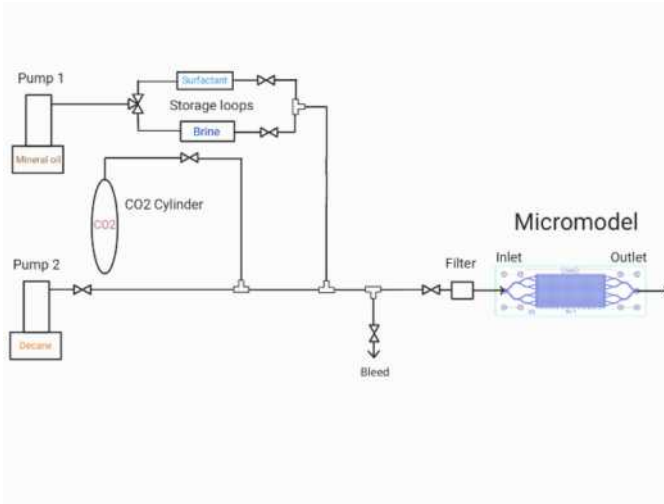 Pump 1
Surfactant
Storage loops
Brine
Mineral oil
CO2 Cylinder
CO2
Micromodel
Pump 2
Filter
Inlet
Outlet
Decane
Bleed